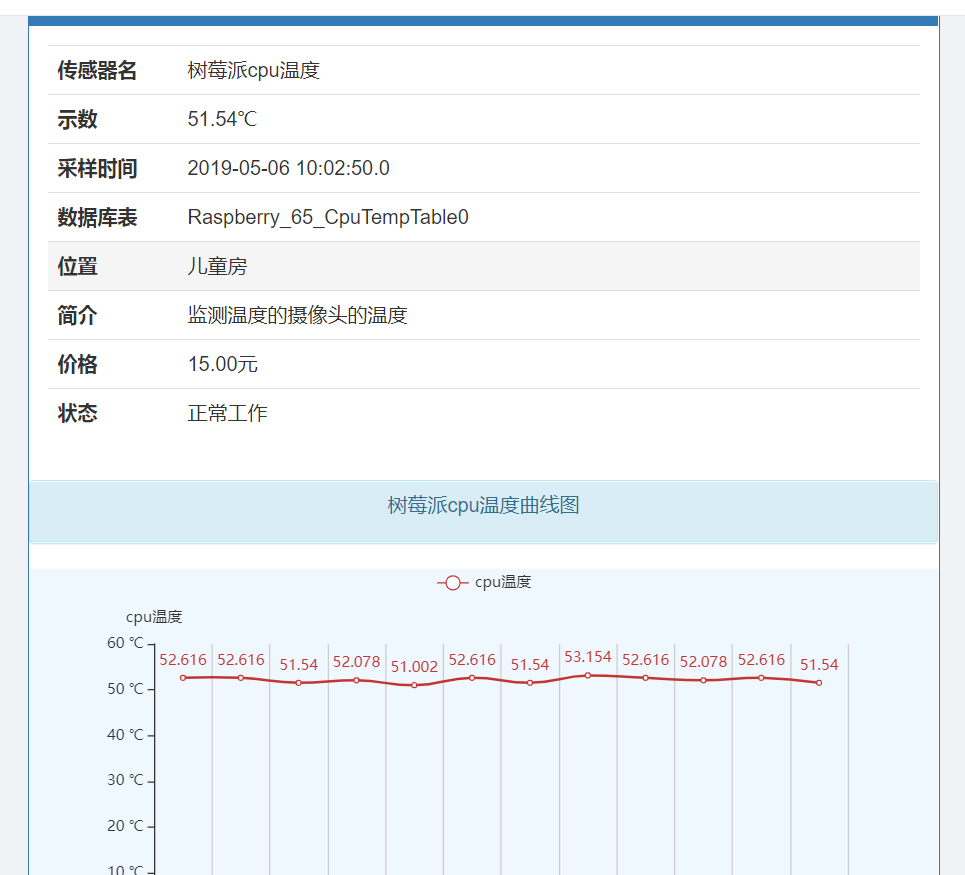 传感器名 树莓派cpu温度
示数 51.54℃
采样时间 2019-05-06 10:02:50.0
数据库表 Raspberry_65_CpuTempTable0
位置 儿童房
简介 监测温度的摄像头的温度
价格 15.00元
状态 正常工作
树莓派cpu温度曲线图
cpu温度
cpu温度
60 ℃
52.616 52.616 51.54 52.078 51.002 52.616 51.54 53.154 52.616 52.078 52.616 51.54
50 ℃
40 ℃
30 ℃
20 ℃
10 ℃